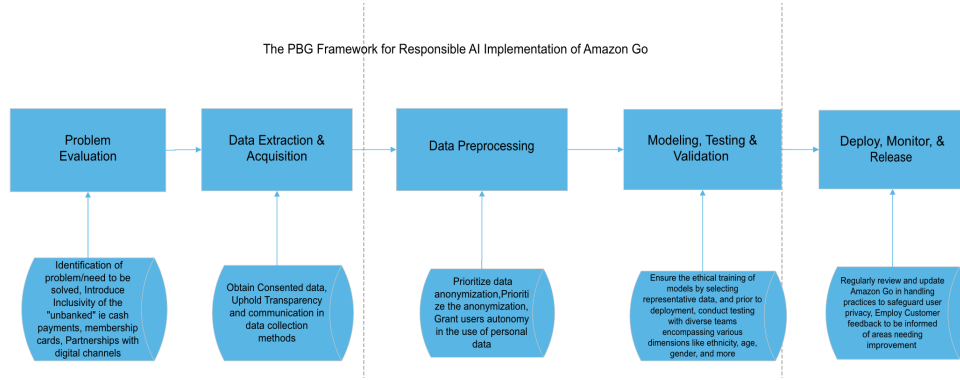 The PBG Framework for Responsible AI Implementation of Amazon Go
Problem
Evaluation
Data Extraction &
Acquisition
Data Preprocessing
Modeling, Testing &
Validation
Deploy, Monitor, &
Release
Identification of
problem/need to be
solved, Introduce
Inclusivity of the
"unbanked" ie cash
payments, membership
cards, Partnerships with
digital channels
Obtain Consented data,
Uphold Transparency
and communication in
data collection
methods
Prioritize data
anonymization,Prioriti
ze the anonymization,
Grant users autonomy
in the use of personal
data
Ensure the ethical training of
models by selecting
representative data, and prior to
deployment, conduct testing
with diverse teams
encompassing various
dimensions like ethnicity, age,
gender, and more
Regularly review and update
Amazon Go in handling
practices to safeguard user
privacy, Employ Customer
feedback to be informed of
areas needing
improvement